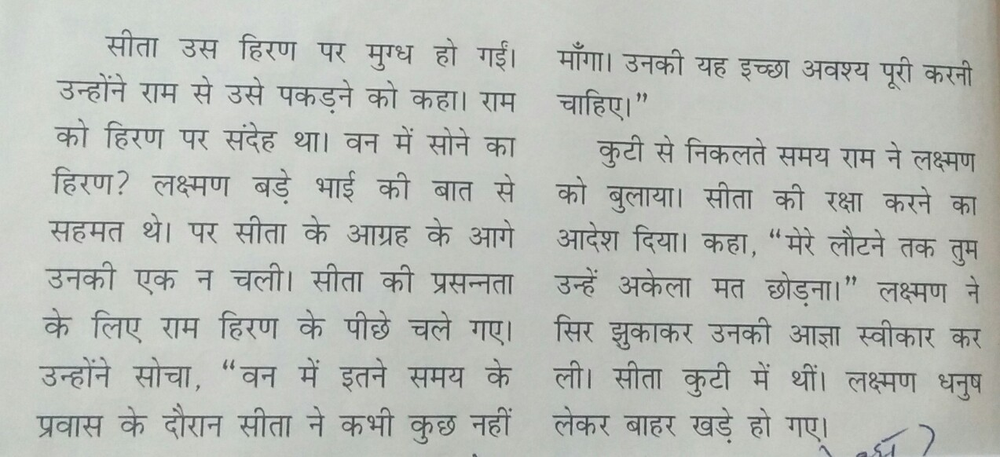 सीता उस हिरण पर मुग्ध हो गईं।
उन्होंने राम से उसे पकड़ने को कहा। राम
को हिरण पर संदेह था। वन में सोने का
हिरण? लक्ष्मण बड़े भाई की बात से
सहमत थे। पर सीता के आग्रह के आगे
उनकी एक न चली। सीता की प्रसन्नता
के लिए राम हिरण के पीछे चले गए।
उन्होंने सोचा, “वन में इतने समय के
प्रवास के दौरान सीता ने कभी कुछ नहीं
माँगा। उनकी यह इच्छा अवश्य पूरी करनी
चाहिए।”
कुटी से निकलते समय राम ने लक्ष्मण
को बुलाया। सीता की रक्षा करने का
आदेश दिया। कहा, “मेरे लौटने तक तुम
उन्हें अकेला मत छोड़ना।” लक्ष्मण ने
सिर झुकाकर उनकी आज्ञा स्वीकार कर
ली। सीता कुटी में थीं। लक्ष्मण धनुष
लेकर बाहर खड़े हो गए।